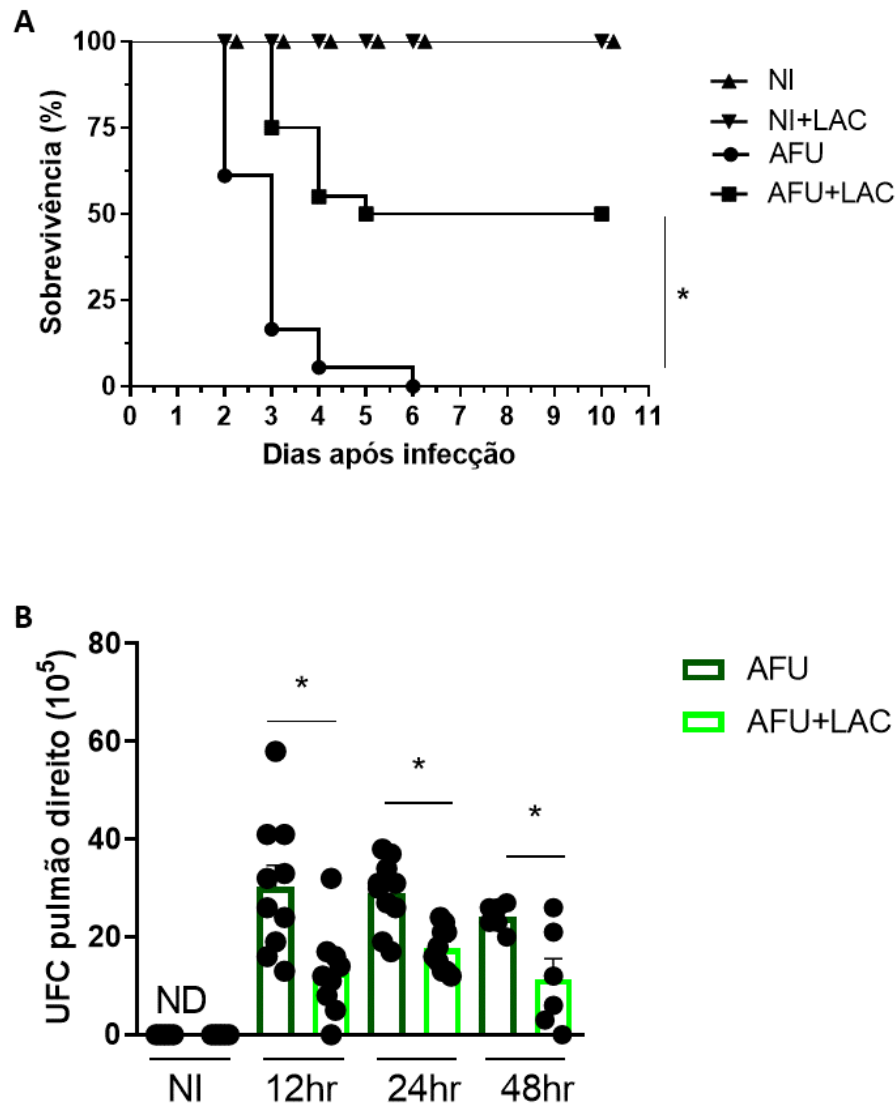 A
Sobrevivência (%)
100
75
50
25
0
0 1 2 3 4 5 6 7 8 9 10 11
Dias após infecção
NI
NI+LAC
AFU
AFU+LAC
*
B
UFC pulmão direito (10⁵)
80
60
40
20
0
ND
*
*
*
NI 12hr 24hr 48hr
AFU
AFU+LAC